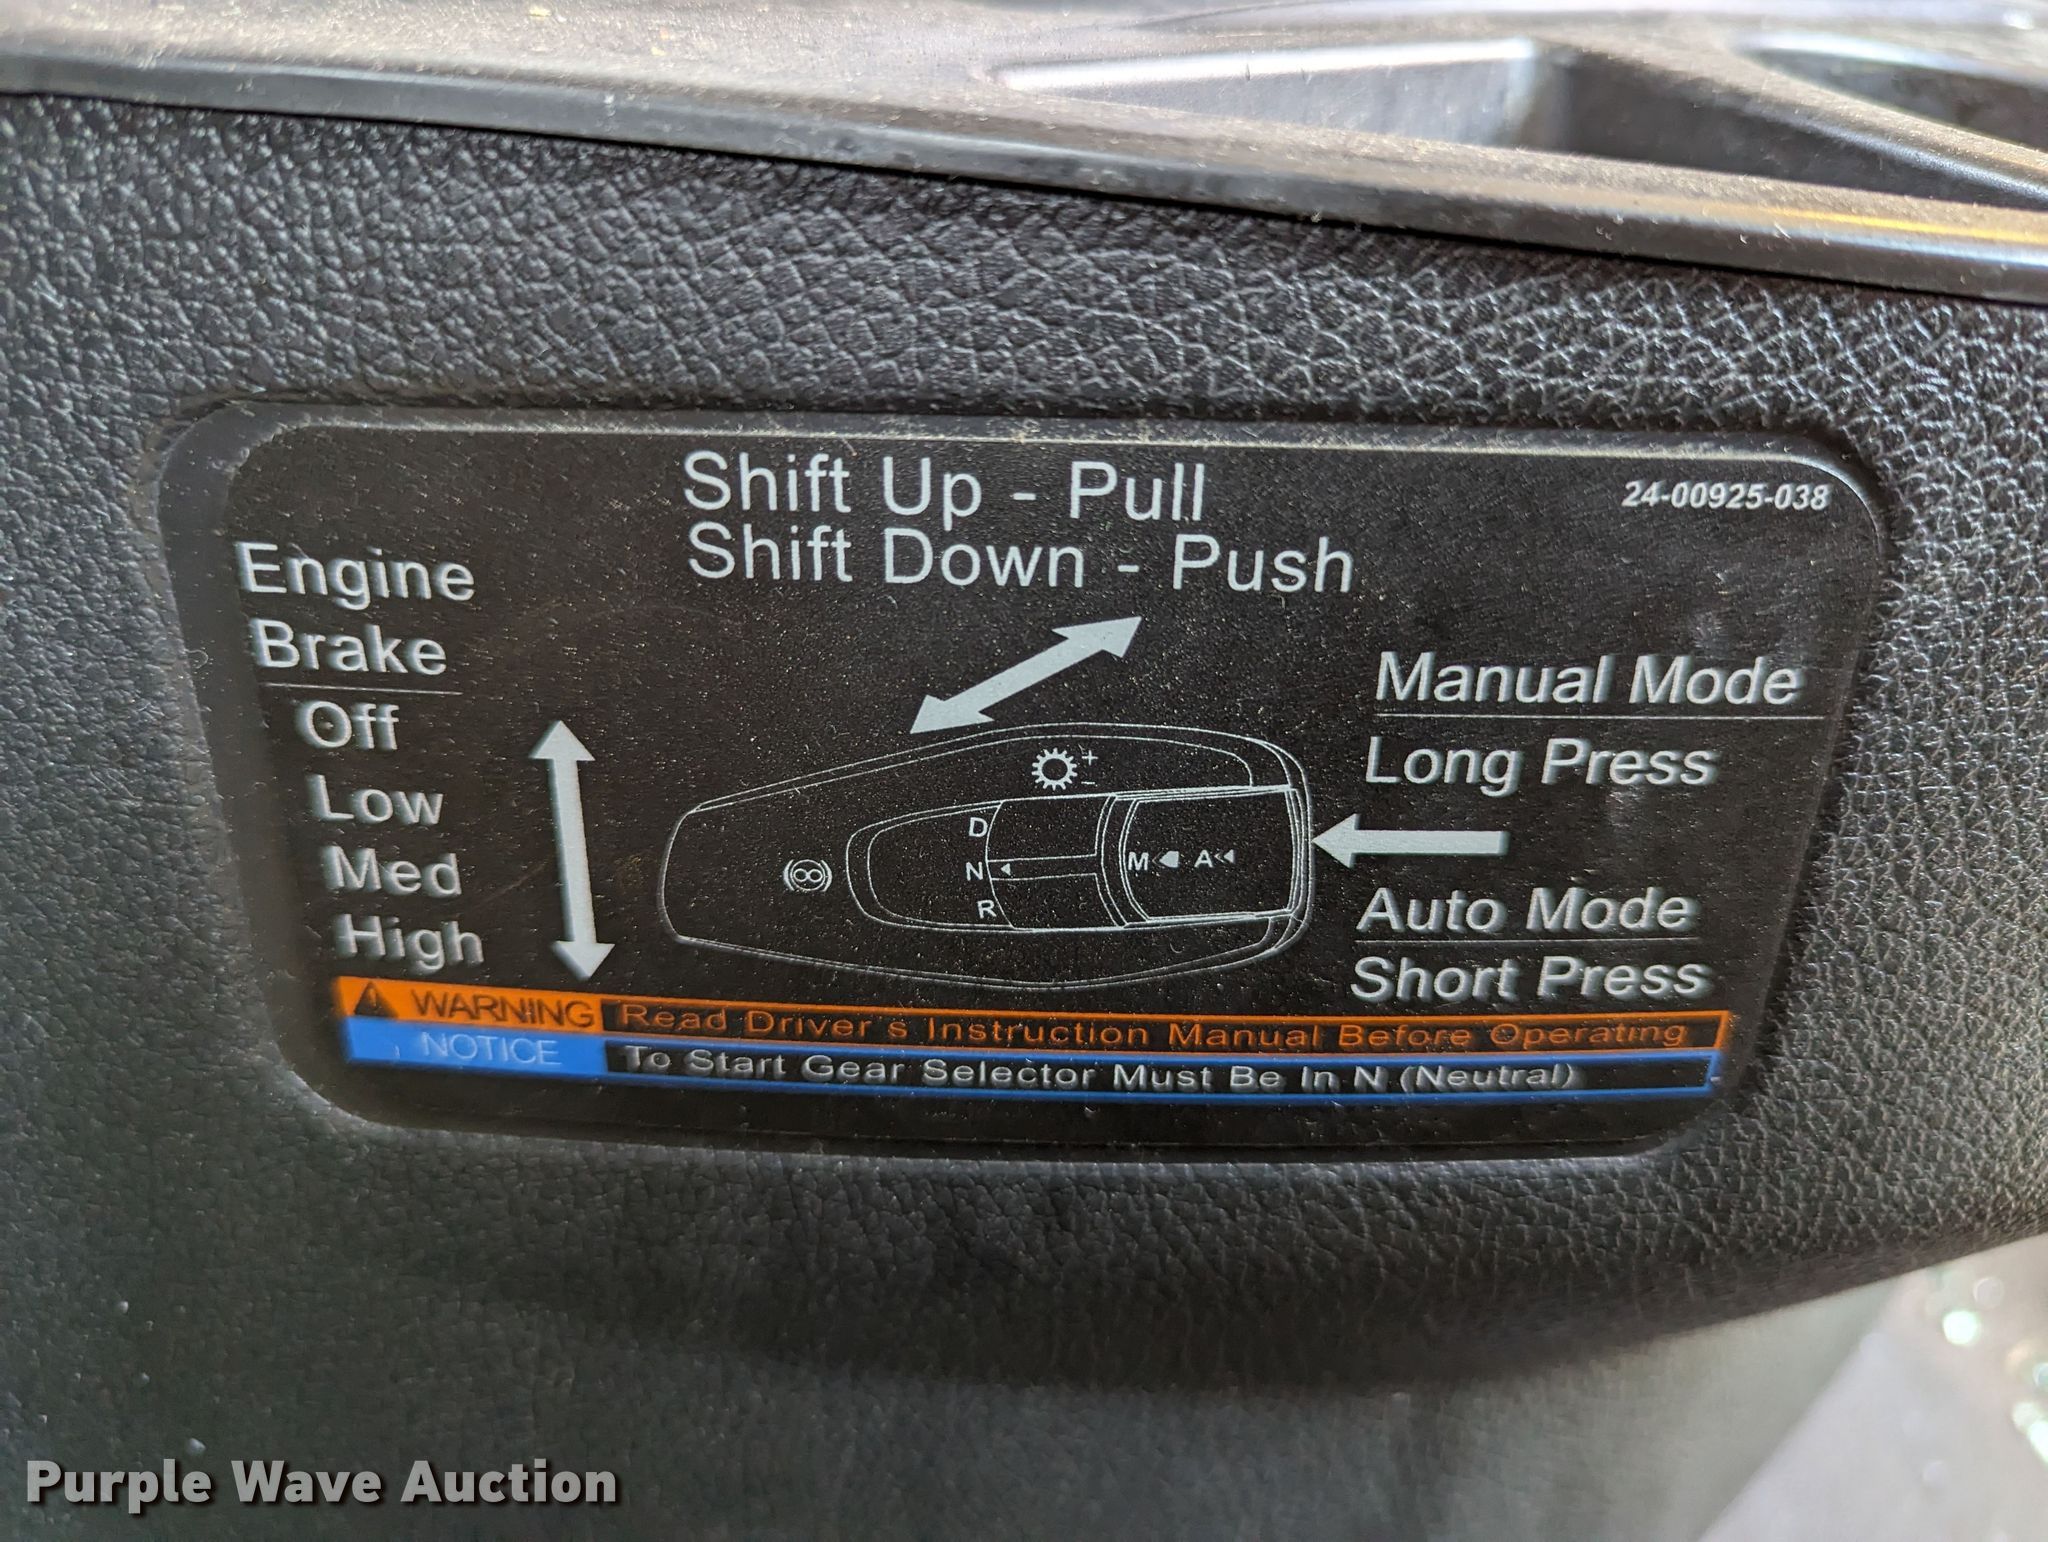 Shift Up - Pull
Shift Down - Push
24-00925-038
Engine
Brake
Off
Low
Med
High
+
-
D
N
R
M A
Manual Mode
Long Press
Auto Mode
Short Press
WARNING Read Driver s Instruction Manual Before Operating
NOTICE To Start Gear Selector Must Be In N (Neutral)
Purple Wave Auction